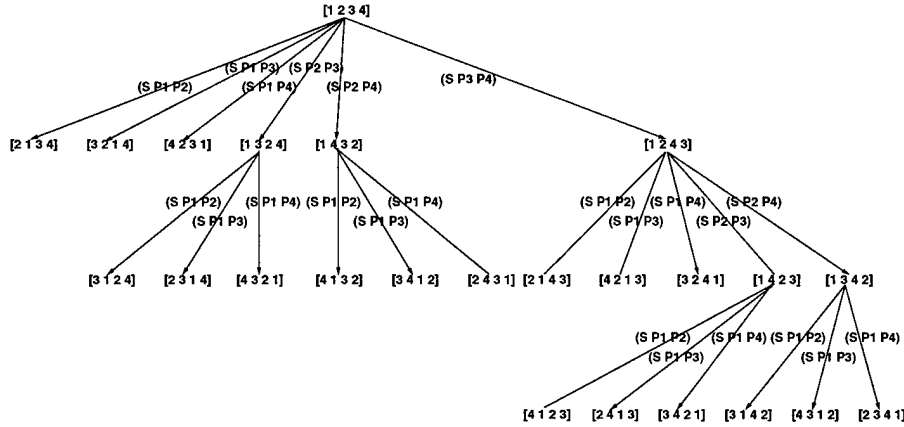 [1 2 3 4]
(S P1 P2) (S P1 P3) (S P1 P4) (S P2 P3) (S P2 P4) (S P3 P4)
[2 1 3 4] [3 2 1 4] [4 2 3 1] [1 3 2 4] [1 4 3 2] [1 2 4 3]
(S P1 P2) (S P1 P3) (S P1 P4) (S P1 P2) (S P1 P3) (S P1 P4) (S P1 P2) (S P1 P3) (S P1 P4) (S P2 P3) (S P2 P4)
[3 1 2 4] [2 3 1 4] [4 3 2 1] [4 1 3 2] [3 4 1 2] [2 4 3 1] [2 1 4 3] [4 2 1 3] [3 2 4 1] [1 4 2 3] [1 3 4 2]
(S P1 P2) (S P1 P3) (S P1 P4) (S P1 P2) (S P1 P3) (S P1 P4)
[4 1 2 3] [2 4 1 3] [3 4 2 1] [3 1 4 2] [4 3 1 2] [2 3 4 1]